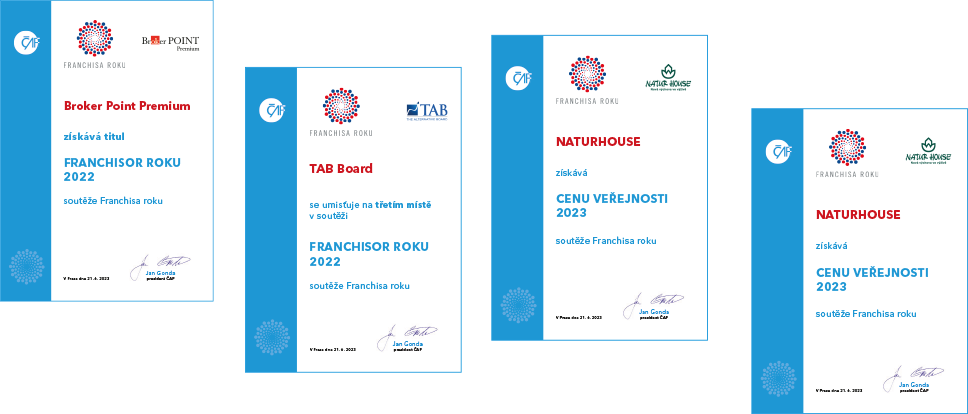 ČAF
FRANCHISA ROKU
Broker POINT
Premium
Broker Point Premium
získává titul
FRANCHISOR ROKU
2022
soutěže Franchisa roku
V Praze dne 21. 6. 2023
Jan Gonda
prezident ČAF
ČAF
FRANCHISA ROKU
TAB
THE ALTERNATIVE BOARD
TAB Board
se umisťuje na třetím místě
v soutěži
FRANCHISOR ROKU
2022
soutěže Franchisa roku
V Praze dne 21. 6. 2023
Jan Gonda
prezident ČAF
ČAF
FRANCHISA ROKU
NATUR HOUSE
NATURHOUSE
získává
CENU VEŘEJNOSTI
2023
soutěže Franchisa roku
V Praze dne 21. 6. 2023
Jan Gonda
prezident ČAF
ČAF
FRANCHISA ROKU
NATUR HOUSE
NATURHOUSE
získává
CENU VEŘEJNOSTI
2023
soutěže Franchisa roku
V Praze dne 21. 6. 2023
Jan Gonda
prezident ČAF